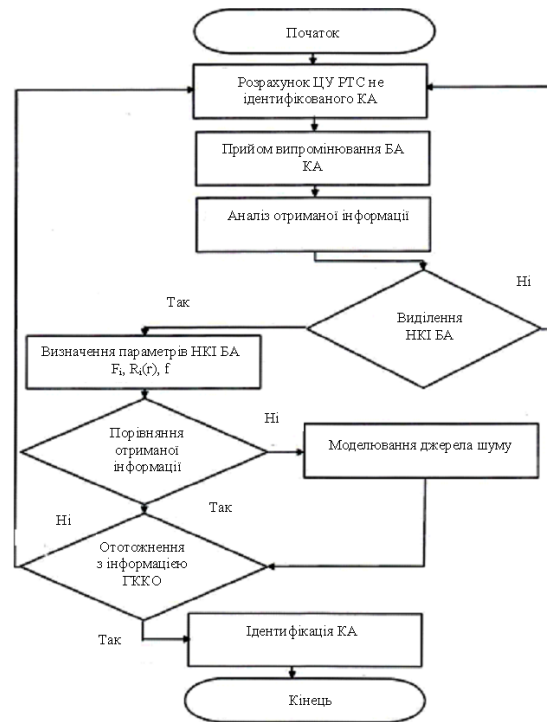 Початок
Розрахунок ЦУ РТС не
ідентифікованого КА
Прийом випромінювання БА
КА
Аналіз отриманої інформації
Ні
Так
Виділення
НКІ БА
Визначення параметрів НКІ БА
Fi, Ri(r), f
Ні
Порівняння
отриманої
інформації
Моделювання джерела шуму
Так
Ні
Ототожнення
з інформацією
ГККО
Так
Ідентифікація КА
Кінець